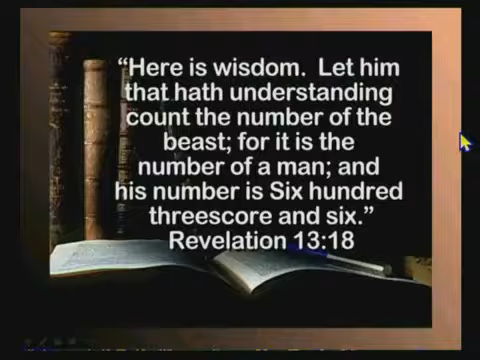 “Here is wisdom.  Let him
that hath understanding
count the number of the
beast; for it is the
number of a man; and
his number is Six hundred
threescore and six.”
Revelation 13:18